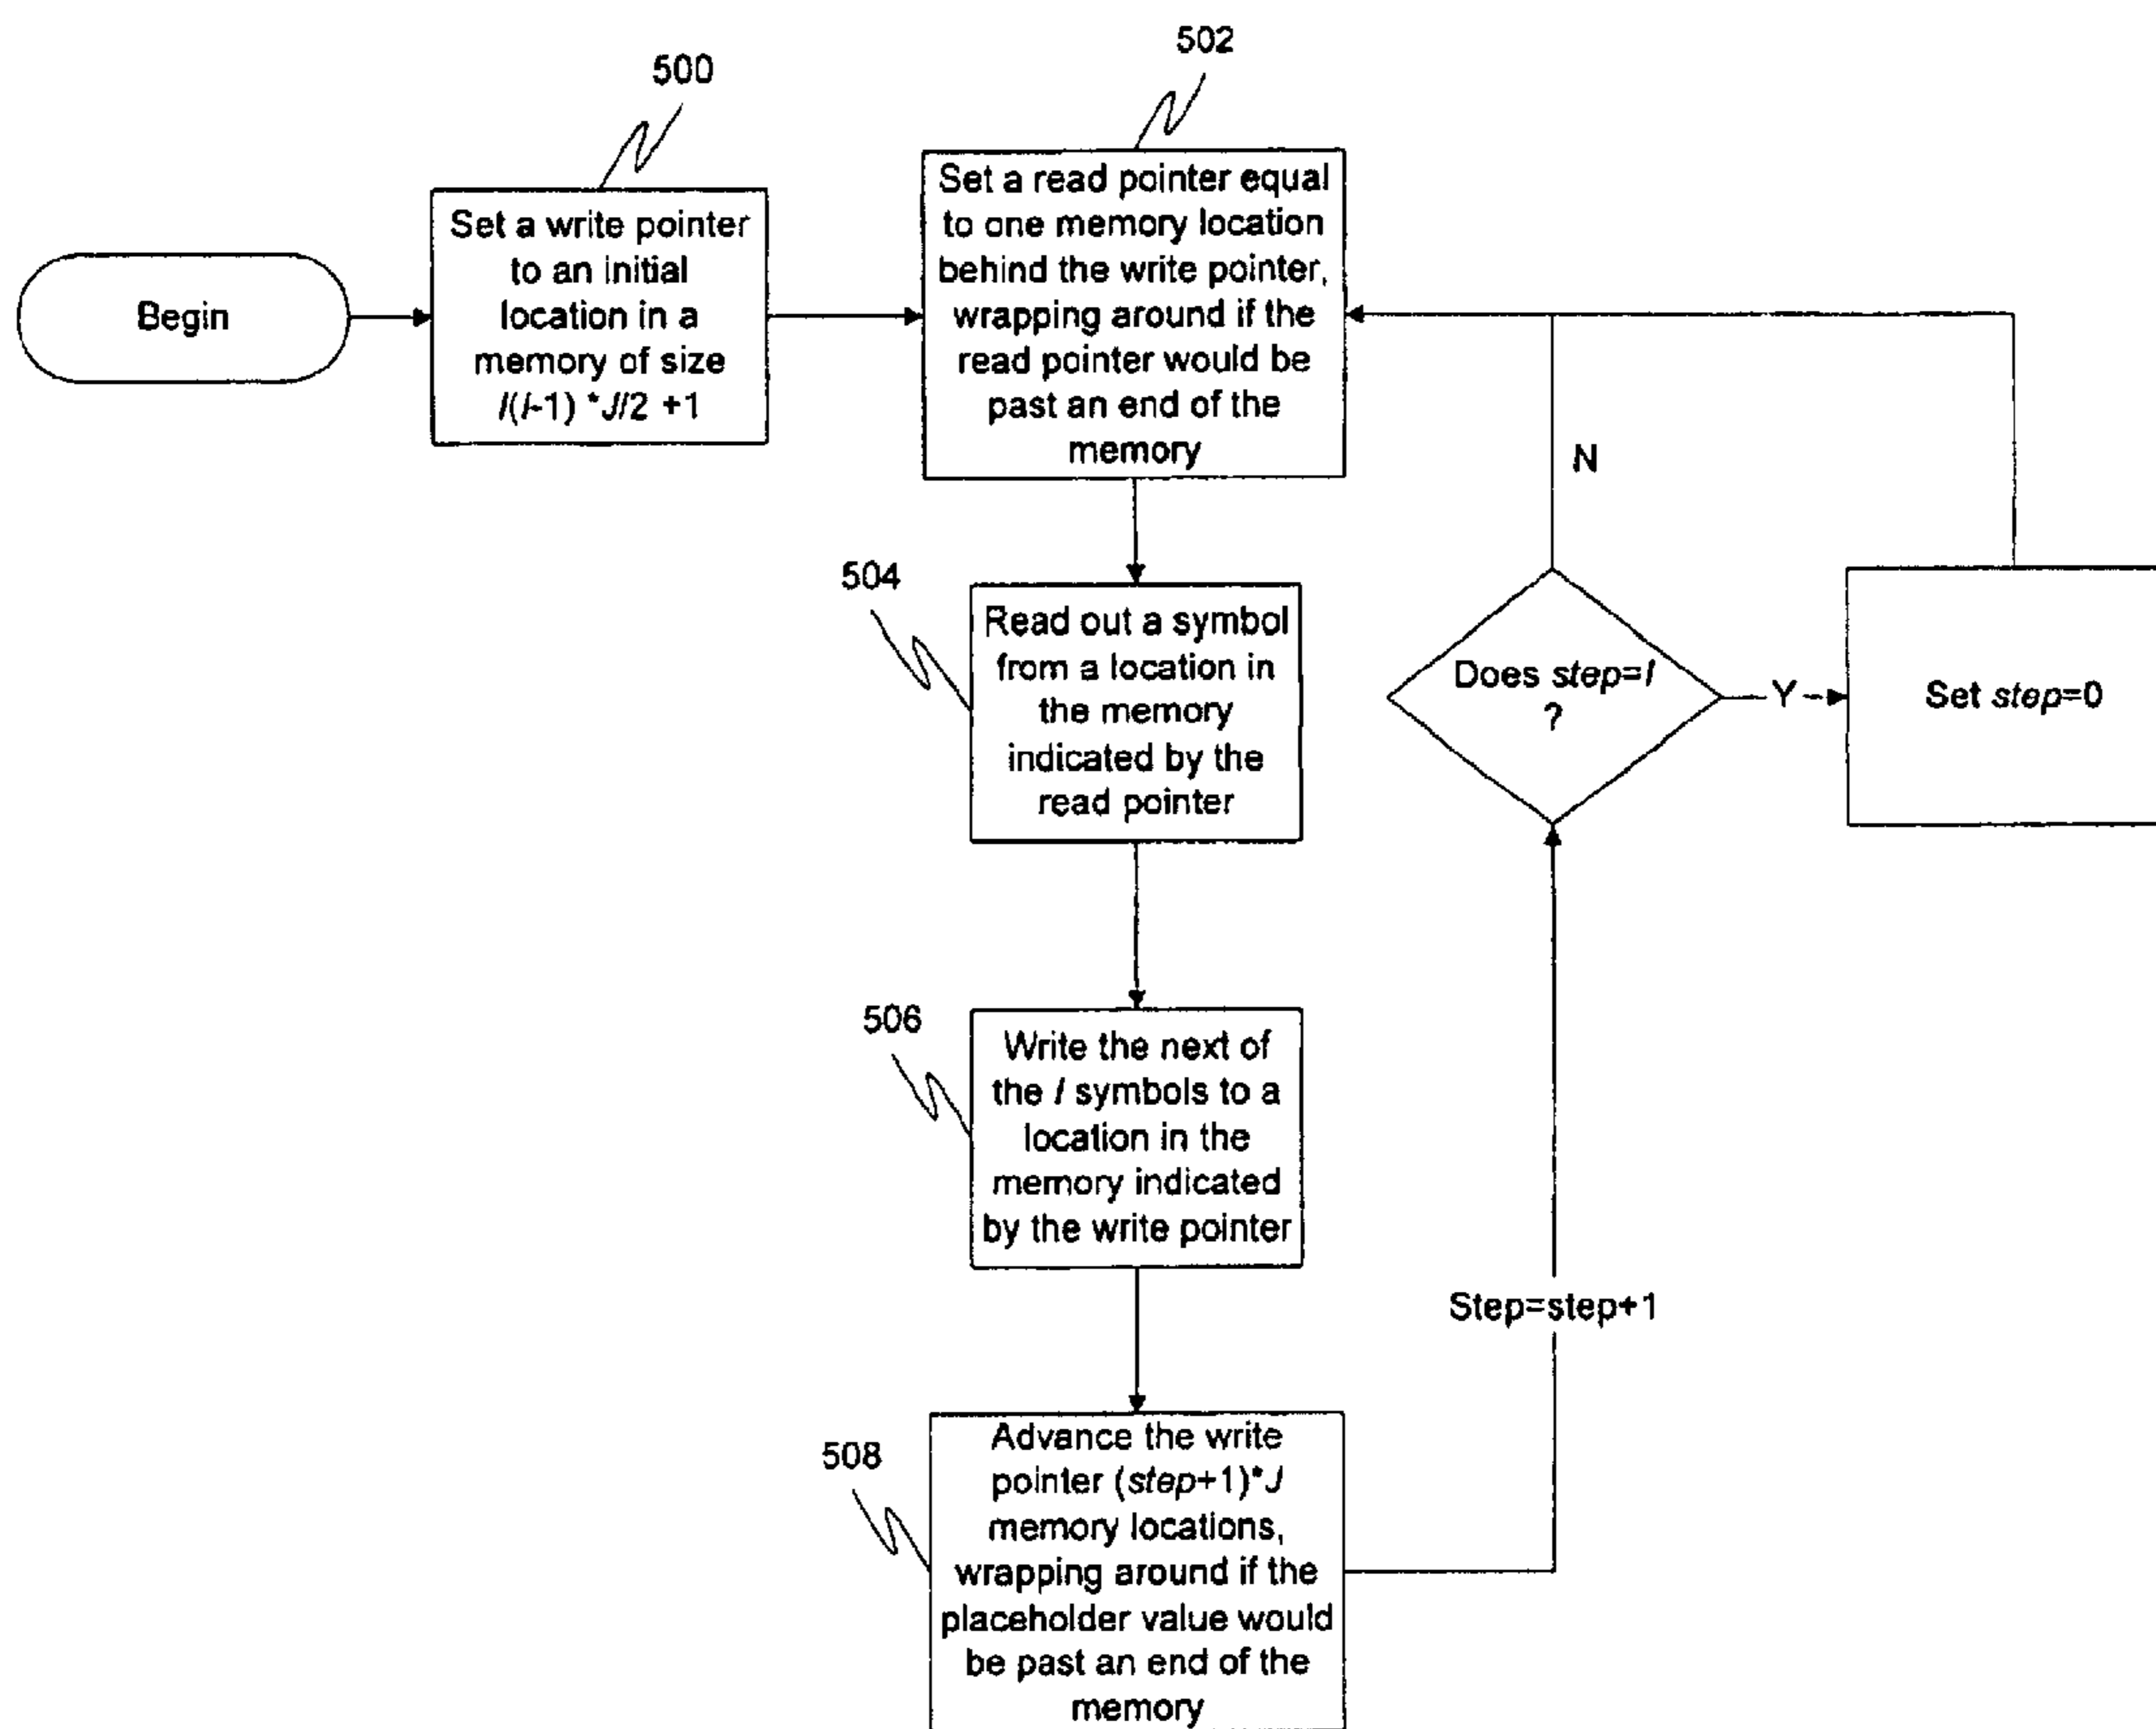 502
500
Begin
Set a write pointer
to an initial
location in a
memory of size
I(I-1) *J/2 +1
Set a read pointer equal
to one memory location
behind the write pointer,
wrapping around if the
read pointer would be
past an end of the
memory
N
504
Read out a symbol
from a location in
the memory
indicated by the
read pointer
Does step=I
?
Y
Set step=0
506
Write the next of
the I symbols to a
location in the
memory indicated
by the write pointer
Step=step+1
508
Advance the write
pointer (step+1)*J
memory locations,
wrapping around if the
placeholder value would
be past an end of the
memory